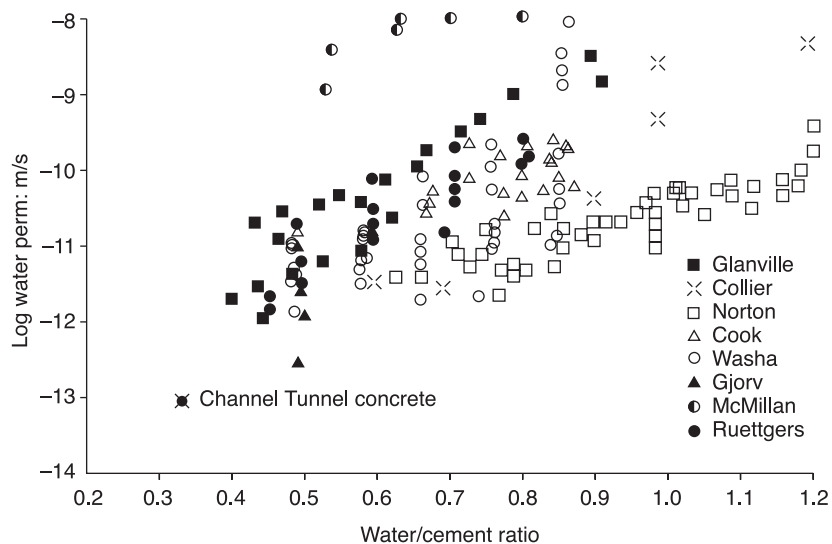 −8
−9
−10
−11
−12
−13
−14
Log water perm: m/s
Glanville
Collier
Norton
Cook
Washa
Gjorv
McMillan
Ruettgers
Channel Tunnel concrete
0.2 0.3 0.4 0.5 0.6 0.7 0.8 0.9 1.0 1.1 1.2
Water/cement ratio